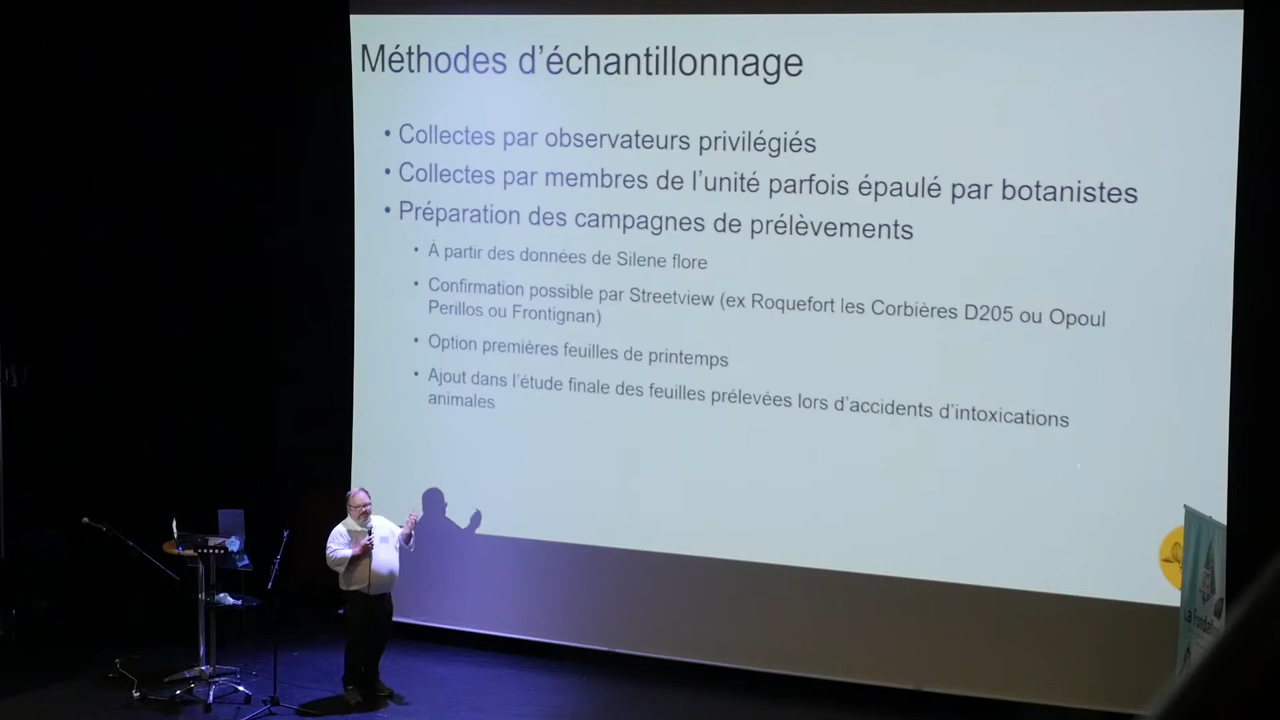 Méthodes d'échantillonnage
• Collectes par observateurs privilégiés
• Collectes par membres de l'unité parfois épaulé par botanistes
• Préparation des campagnes de prélèvements
• À partir des données de Silene flore
• Confirmation possible par Streetview (ex Roquefort les Corbières D205 ou Opoul
Perillos ou Frontignan)
• Option premières feuilles de printemps
• Ajout dans l'étude finale des feuilles prélevées lors d'accidents d'intoxications
animales
La Fondat